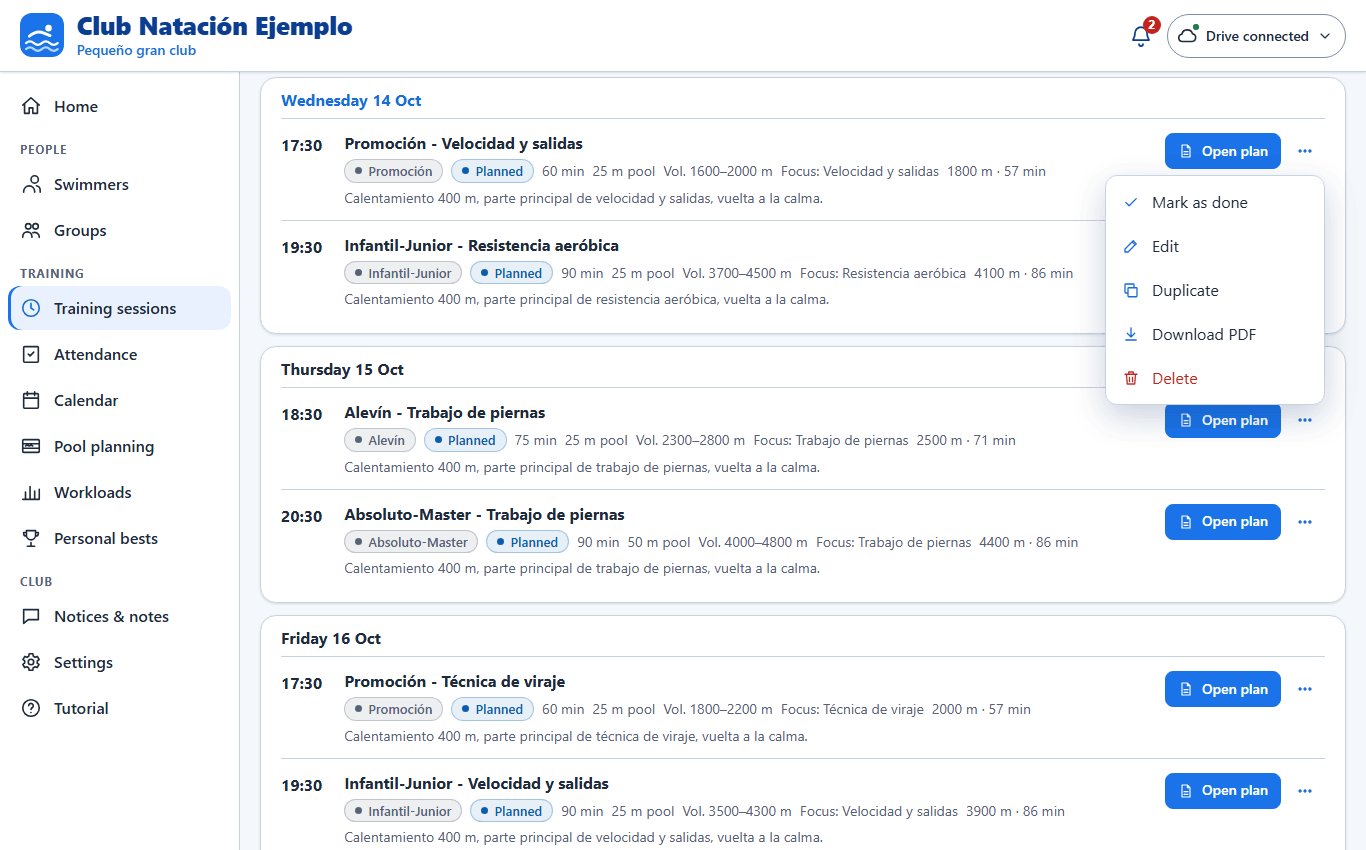 Club Natación Ejemplo
Pequeño gran club
2
Drive connected
Home
PEOPLE
Swimmers
Groups
TRAINING
Training sessions
Attendance
Calendar
Pool planning
Workloads
Personal bests
CLUB
Notices & notes
Settings
Tutorial
Wednesday 14 Oct
17:30 Promoción - Velocidad y salidas
Promoción Planned 60 min 25 m pool Vol. 1600–2000 m Focus: Velocidad y salidas 1800 m · 57 min
Calentamiento 400 m, parte principal de velocidad y salidas, vuelta a la calma.
Open plan
Mark as done
Edit
Duplicate
Download PDF
Delete
19:30 Infantil-Junior - Resistencia aeróbica
Infantil-Junior Planned 90 min 25 m pool Vol. 3700–4500 m Focus: Resistencia aeróbica 4100 m · 86 min
Calentamiento 400 m, parte principal de resistencia aeróbica, vuelta a la calma.
Thursday 15 Oct
18:30 Alevín - Trabajo de piernas
Alevín Planned 75 min 25 m pool Vol. 2300–2800 m Focus: Trabajo de piernas 2500 m · 71 min
Calentamiento 400 m, parte principal de trabajo de piernas, vuelta a la calma.
Open plan
20:30 Absoluto-Master - Trabajo de piernas
Absoluto-Master Planned 90 min 50 m pool Vol. 4000–4800 m Focus: Trabajo de piernas 4400 m · 86 min
Calentamiento 400 m, parte principal de trabajo de piernas, vuelta a la calma.
Open plan
Friday 16 Oct
17:30 Promoción - Técnica de viraje
Promoción Planned 60 min 25 m pool Vol. 1800–2200 m Focus: Técnica de viraje 2000 m · 57 min
Calentamiento 400 m, parte principal de técnica de viraje, vuelta a la calma.
Open plan
19:30 Infantil-Junior - Velocidad y salidas
Infantil-Junior Planned 90 min 25 m pool Vol. 3500–4300 m Focus: Velocidad y salidas 3900 m · 86 min
Calentamiento 400 m, parte principal de velocidad y salidas, vuelta a la calma.
Open plan